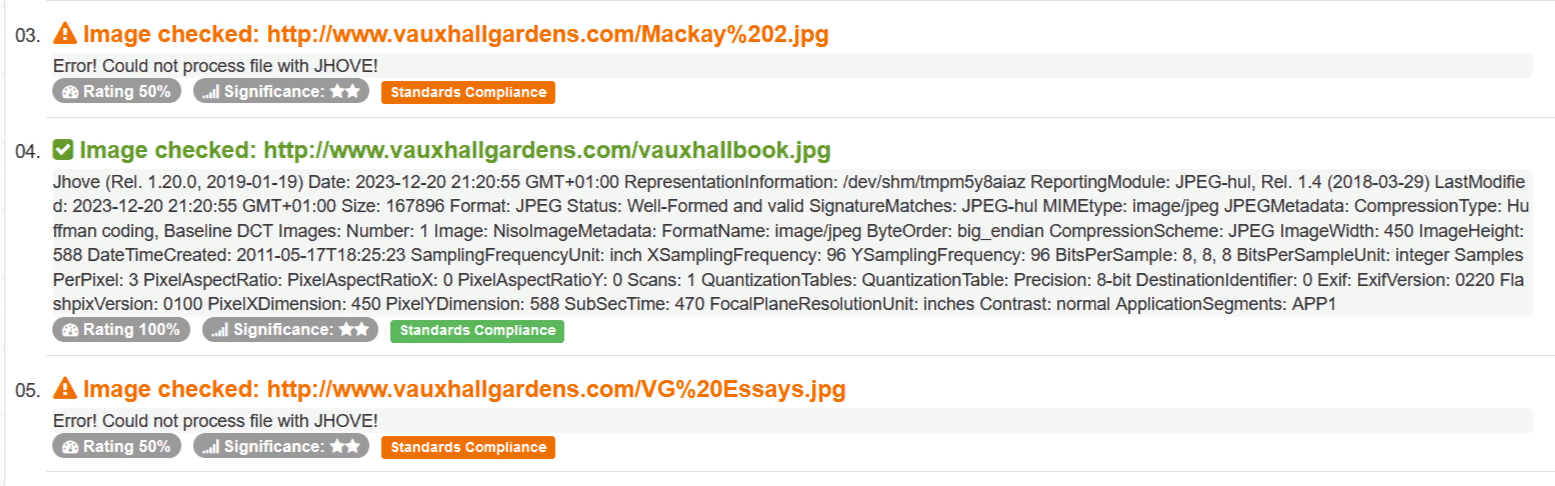 03. Image checked: http://www.vauxhallgardens.com/Mackay%202.jpg
Error! Could not process file with JHOVE!
Rating 50% Significance: ★★ Standards Compliance
04. Image checked: http://www.vauxhallgardens.com/vauxhallbook.jpg
Jhove (Rel. 1.20.0, 2019-01-19) Date: 2023-12-20 21:20:55 GMT+01:00 RepresentationInformation: /dev/shm/tmpm5y8aiaz ReportingModule: JPEG-hul, Rel. 1.4 (2018-03-29) LastModifie
d: 2023-12-20 21:20:55 GMT+01:00 Size: 167896 Format: JPEG Status: Well-Formed and valid SignatureMatches: JPEG-hul MIMEtype: image/jpeg JPEGMetadata: CompressionType: Hu
ffman coding, Baseline DCT Images: Number: 1 Image: NisoImageMetadata: FormatName: image/jpeg ByteOrder: big_endian CompressionScheme: JPEG ImageWidth: 450 ImageHeight:
588 DateTimeCreated: 2011-05-17T18:25:23 SamplingFrequencyUnit: inch XSamplingFrequency: 96 YSamplingFrequency: 96 BitsPerSample: 8, 8, 8 BitsPerSampleUnit: integer Samples
PerPixel: 3 PixelAspectRatio: PixelAspectRatioX: 0 PixelAspectRatioY: 0 Scans: 1 QuantizationTables: QuantizationTable: Precision: 8-bit DestinationIdentifier: 0 Exif: ExifVersion: 0220 Fla
shpixVersion: 0100 PixelXDimension: 450 PixelYDimension: 588 SubSecTime: 470 FocalPlaneResolutionUnit: inches Contrast: normal ApplicationSegments: APP1
Rating 100% Significance: ★★ Standards Compliance
05. Image checked: http://www.vauxhallgardens.com/VG%20Essays.jpg
Error! Could not process file with JHOVE!
Rating 50% Significance: ★★ Standards Compliance